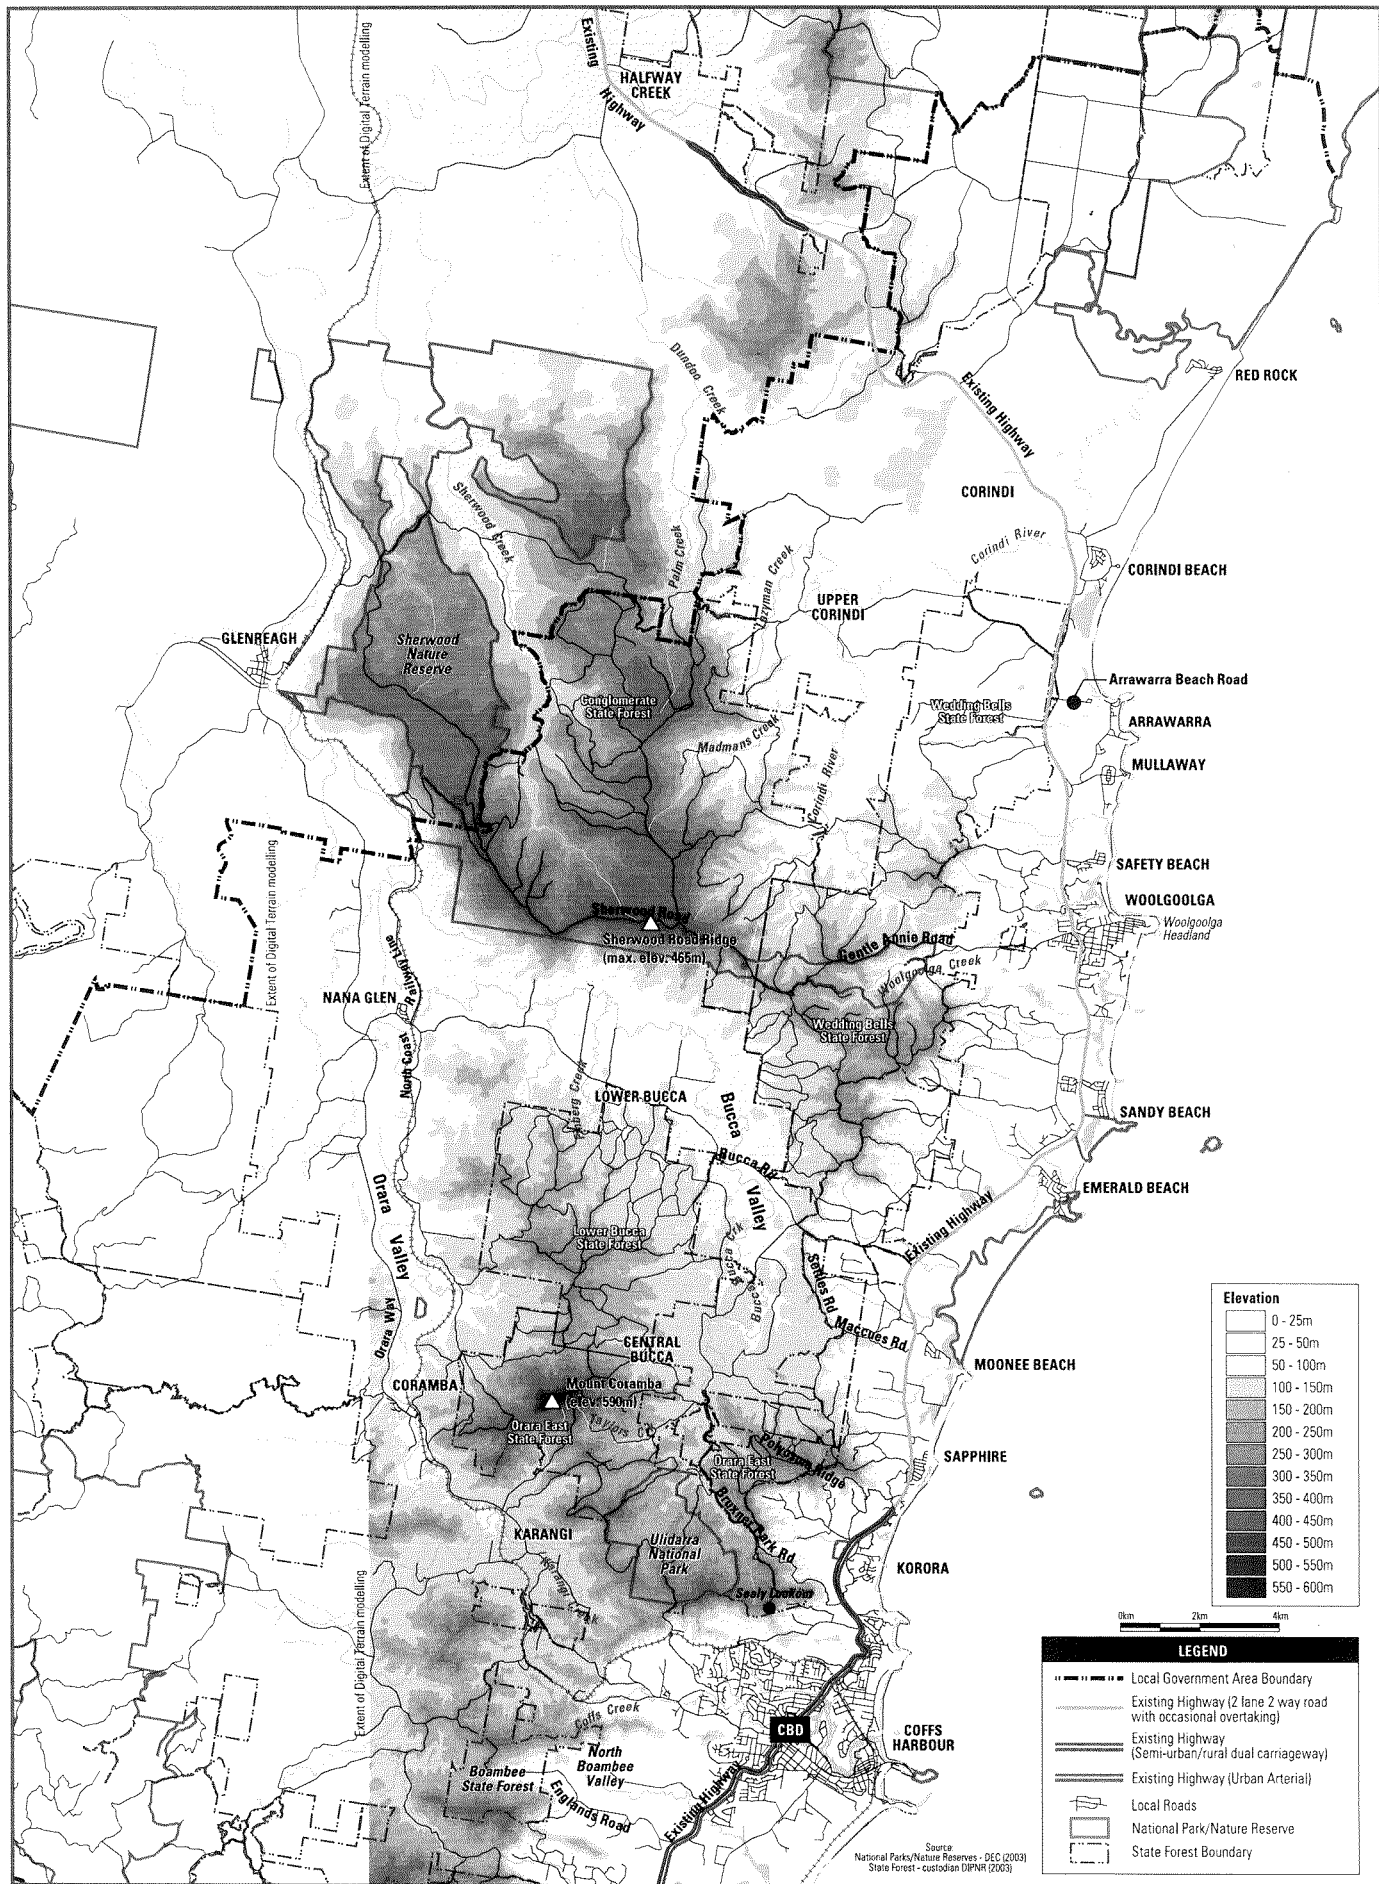 Existing
Highway
HALFWAY
CREEK
Extent of Digital Terrain modelling
Dundoo Creek
Existing Highway
RED ROCK
CORINDI
Sherwood Creek
Palm Creek
Corindi River
CORINDI BEACH
UPPER
CORINDI
GLENREAGH
Sherwood
Nature
Reserve
Conglomerate
State Forest
Wedding Bells
State Forest
Arrawarra Beach Road
ARRAWARRA
Madmans Creek
MULLAWAY
Corindi River
SAFETY BEACH
Extent of Digital Terrain modelling
WOOLGOOLGA
Woolgoolga
Headland
Sherwood Road
Sherwood Road Ridge
(max. elev. 465m)
Gentle Annie Road
Woolgoolga Creek
NANA GLEN
North Coast Railway Line
Wedding Bells
State Forest
LOWER BUCCA
Bucca
Valley
Bucca Rd
SANDY BEACH
EMERALD BEACH
Orara
Valley
Lower Bucca
State Forest
Existing Highway
Bucca Bucca Crk
Settles Rd
Maccues Rd
Orara Way
CENTRAL
BUCCA
MOONEE BEACH
CORAMBA
Mount Coramba
(elev. 590m)
Orara East
State Forest
Taylors Ck
Orara East
State Forest
SAPPHIRE
Bruxner Park Rd
KARANGI
Ulidarra
National
Park
Karangi Creek
KORORA
Sealy Lookout
Extent of Digital Terrain modelling
Coffs Creek
CBD
COFFS
HARBOUR
North
Boambee
Valley
Boambee
State Forest
Englands Road
Existing Highway
Elevation
0 - 25m
25 - 50m
50 - 100m
100 - 150m
150 - 200m
200 - 250m
250 - 300m
300 - 350m
350 - 400m
400 - 450m
450 - 500m
500 - 550m
550 - 600m
0km 2km 4km
LEGEND
Local Government Area Boundary
Existing Highway (2 lane 2 way road
with occasional overtaking)
Existing Highway
(Semi-urban/rural dual carriageway)
Existing Highway (Urban Arterial)
Local Roads
National Park/Nature Reserve
State Forest Boundary
Source:
National Parks/Nature Reserves - DEC (2003)
State Forest - custodian DIPNR (2003)